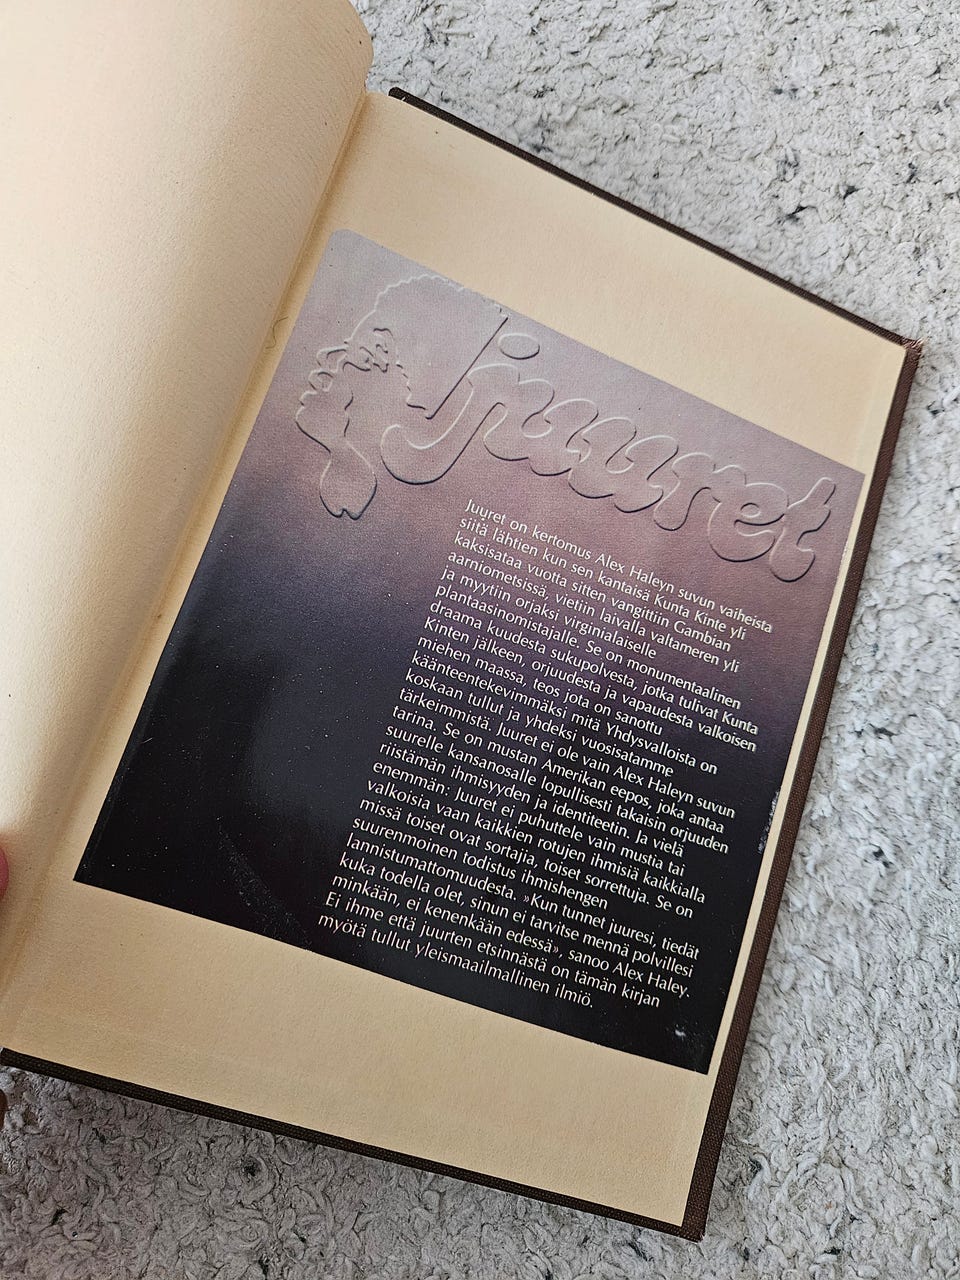 juuret
Juuret on kertomus Alex Haleyn suvun vaiheista
siitä lähtien kun sen kantaisä Kunta Kinte yli
kaksisataa vuotta sitten vangittiin Gambian
aarniometsissä, vietiin laivalla valtameren yli
ja myytiin orjaksi virginialaiselle
plantaasinomistajalle. Se on monumentaalinen
draama kuudesta sukupolvesta, jotka tulivat Kunta
Kinten jälkeen, orjuudesta ja vapaudesta valkoisen
miehen maassa, teos jota on sanottu
käänteentekevimmäksi mitä Yhdysvalloista on
koskaan tullut ja yhdeksi vuosisatamme
tärkeimmistä. Juuret ei ole vain Alex Haleyn suvun
tarina. Se on mustan Amerikan eepos, joka antaa
suurelle kansanosalle lopullisesti takaisin orjuuden
riistämän ihmisyyden ja identiteetin. Ja vielä
enemmän: Juuret ei puhuttele vain mustia tai
valkoisia vaan kaikkien rotujen ihmisiä kaikkialla
missä toiset ovat sortajia, toiset sorrettuja. Se on
suurenmoinen todistus ihmishengen
lannistumattomuudesta. »Kun tunnet juuresi, tiedät
kuka todella olet, sinun ei tarvitse mennä polvillesi
minkään, ei kenenkään edessä», sanoo Alex Haley.
Ei ihme että juurten etsinnästä on tämän kirjan
myötä tullut yleismaailmallinen ilmiö.